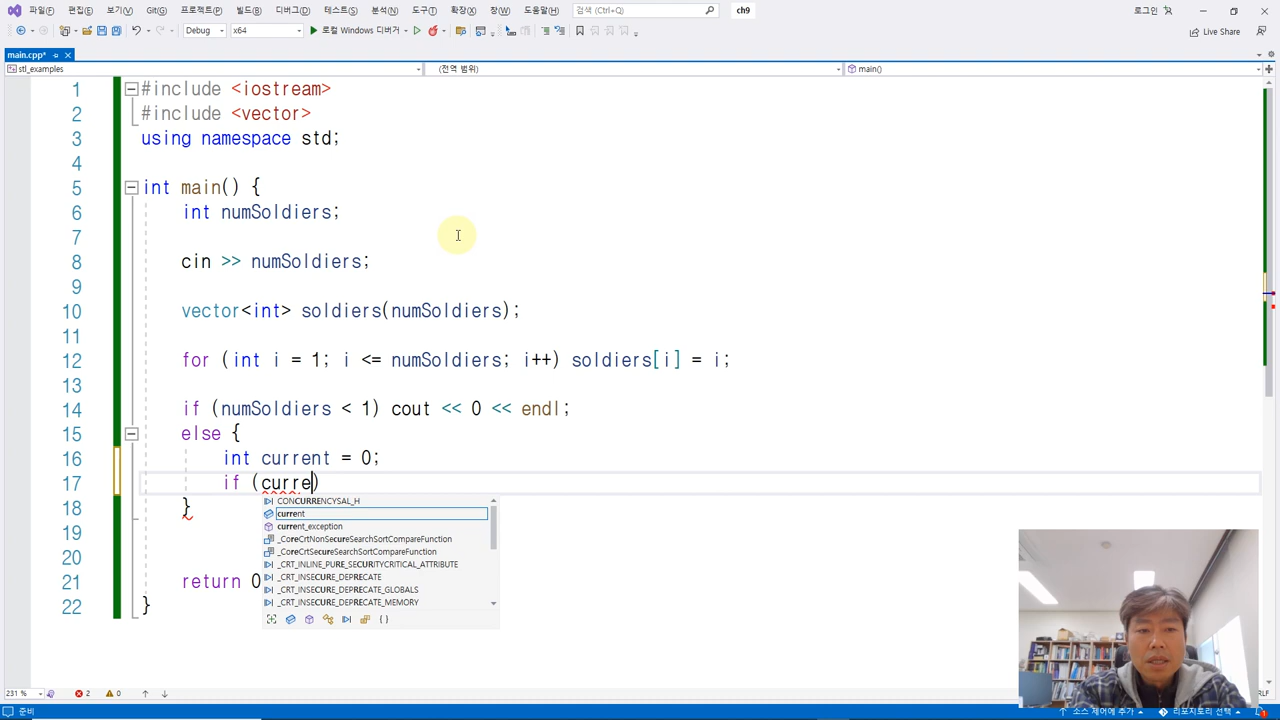 파일(F) 편집(E) 보기(V) Git(G) 프로젝트(P) 빌드(B) 디버그(D) 테스트(S) 분석(N) 도구(T) 확장(X) 창(W) 도움말(H) 검색(Ctrl+Q) ch9 로그인
Debug x64 로컬 Windows 디버거 Live Share
main.cpp*
stl_examples (전역 범위) main()
1 #include <iostream>
2 #include <vector>
3 using namespace std;
4
5 int main() {
6 int numSoldiers;
7
8 cin >> numSoldiers;
9
10 vector<int> soldiers(numSoldiers);
11
12 for (int i = 1; i <= numSoldiers; i++) soldiers[i] = i;
13
14 if (numSoldiers < 1) cout << 0 << endl;
15 else {
16 int current = 0;
17 if (curre)
CONCURRENCYSAL_H
18 }
current
current_exception
19
_CoreCrtNonSecureSearchSortCompareFunction
_CoreCrtSecureSearchSortCompareFunction
20
_CRT_INLINE_PURE_SECURITYCRITICAL_ATTRIBUTE
_CRT_INSECURE_DEPRECATE
21 return 0
_CRT_INSECURE_DEPRECATE_GLOBALS
_CRT_INSECURE_DEPRECATE_MEMORY
22 }
{ }
231 % 2 0 RLF
준비 소스 제어에 추가 리포지토리 선택 1